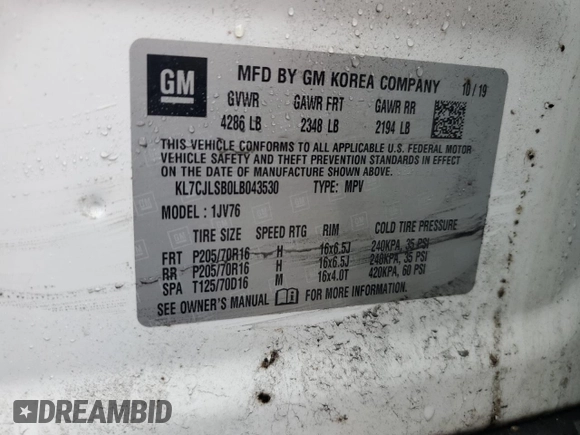 GM MFD BY GM KOREA COMPANY 10/19
GVWR GAWR FRT GAWR RR
4286 LB 2348 LB 2194 LB
THIS VEHICLE CONFORMS TO ALL APPLICABLE U.S. FEDERAL MOTOR-
VEHICLE SAFETY AND THEFT PREVENTION STANDARDS IN EFFECT ON
THE DATE OF MANUFACTURE SHOWN ABOVE.
KL7CJLSB0LB043530 TYPE: MPV
MODEL : 1JV76
TIRE SIZE SPEED RTG RIM COLD TIRE PRESSURE
FRT P205/70R16 H 16x6.5J 240KPA, 35 PSI
RR P205/70R16 H 16x6.5J 240KPA, 35 PSI
SPA T125/70D16 M 16x4.0T 420KPA, 60 PSI
SEE OWNER'S MANUAL FOR MORE INFORMATION.
DREAMBID